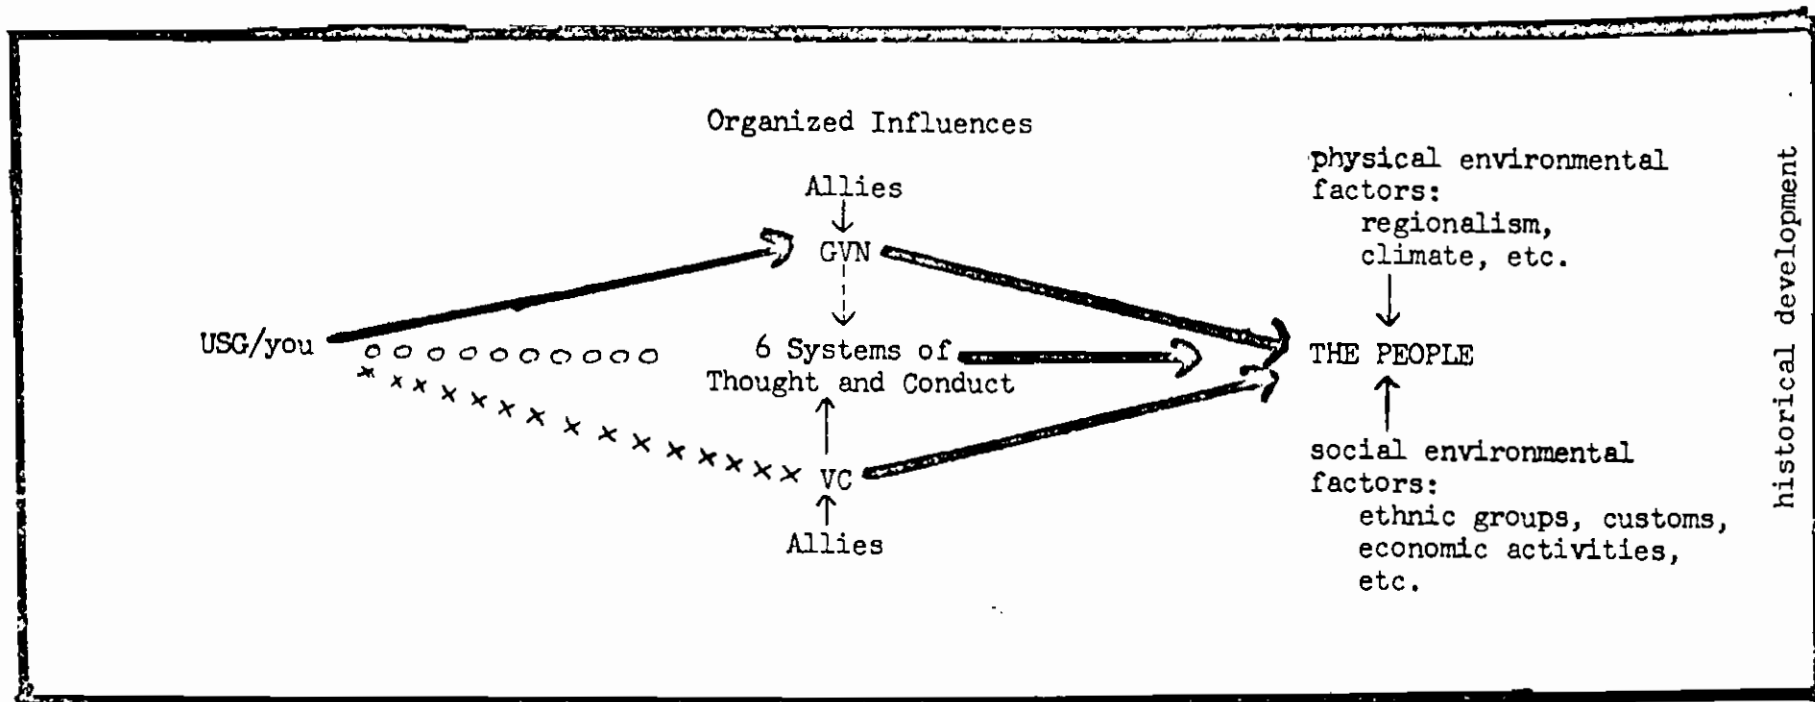 Organized Influences
Allies
GVN
USG/you
o o o o o o o o o o
6 Systems of
Thought and Conduct
x x x x x x x x x x x x x x x
VC
Allies
physical environmental
factors:
regionalism,
climate, etc.
THE PEOPLE
social environmental
factors:
ethnic groups, customs,
economic activities,
etc.
historical development